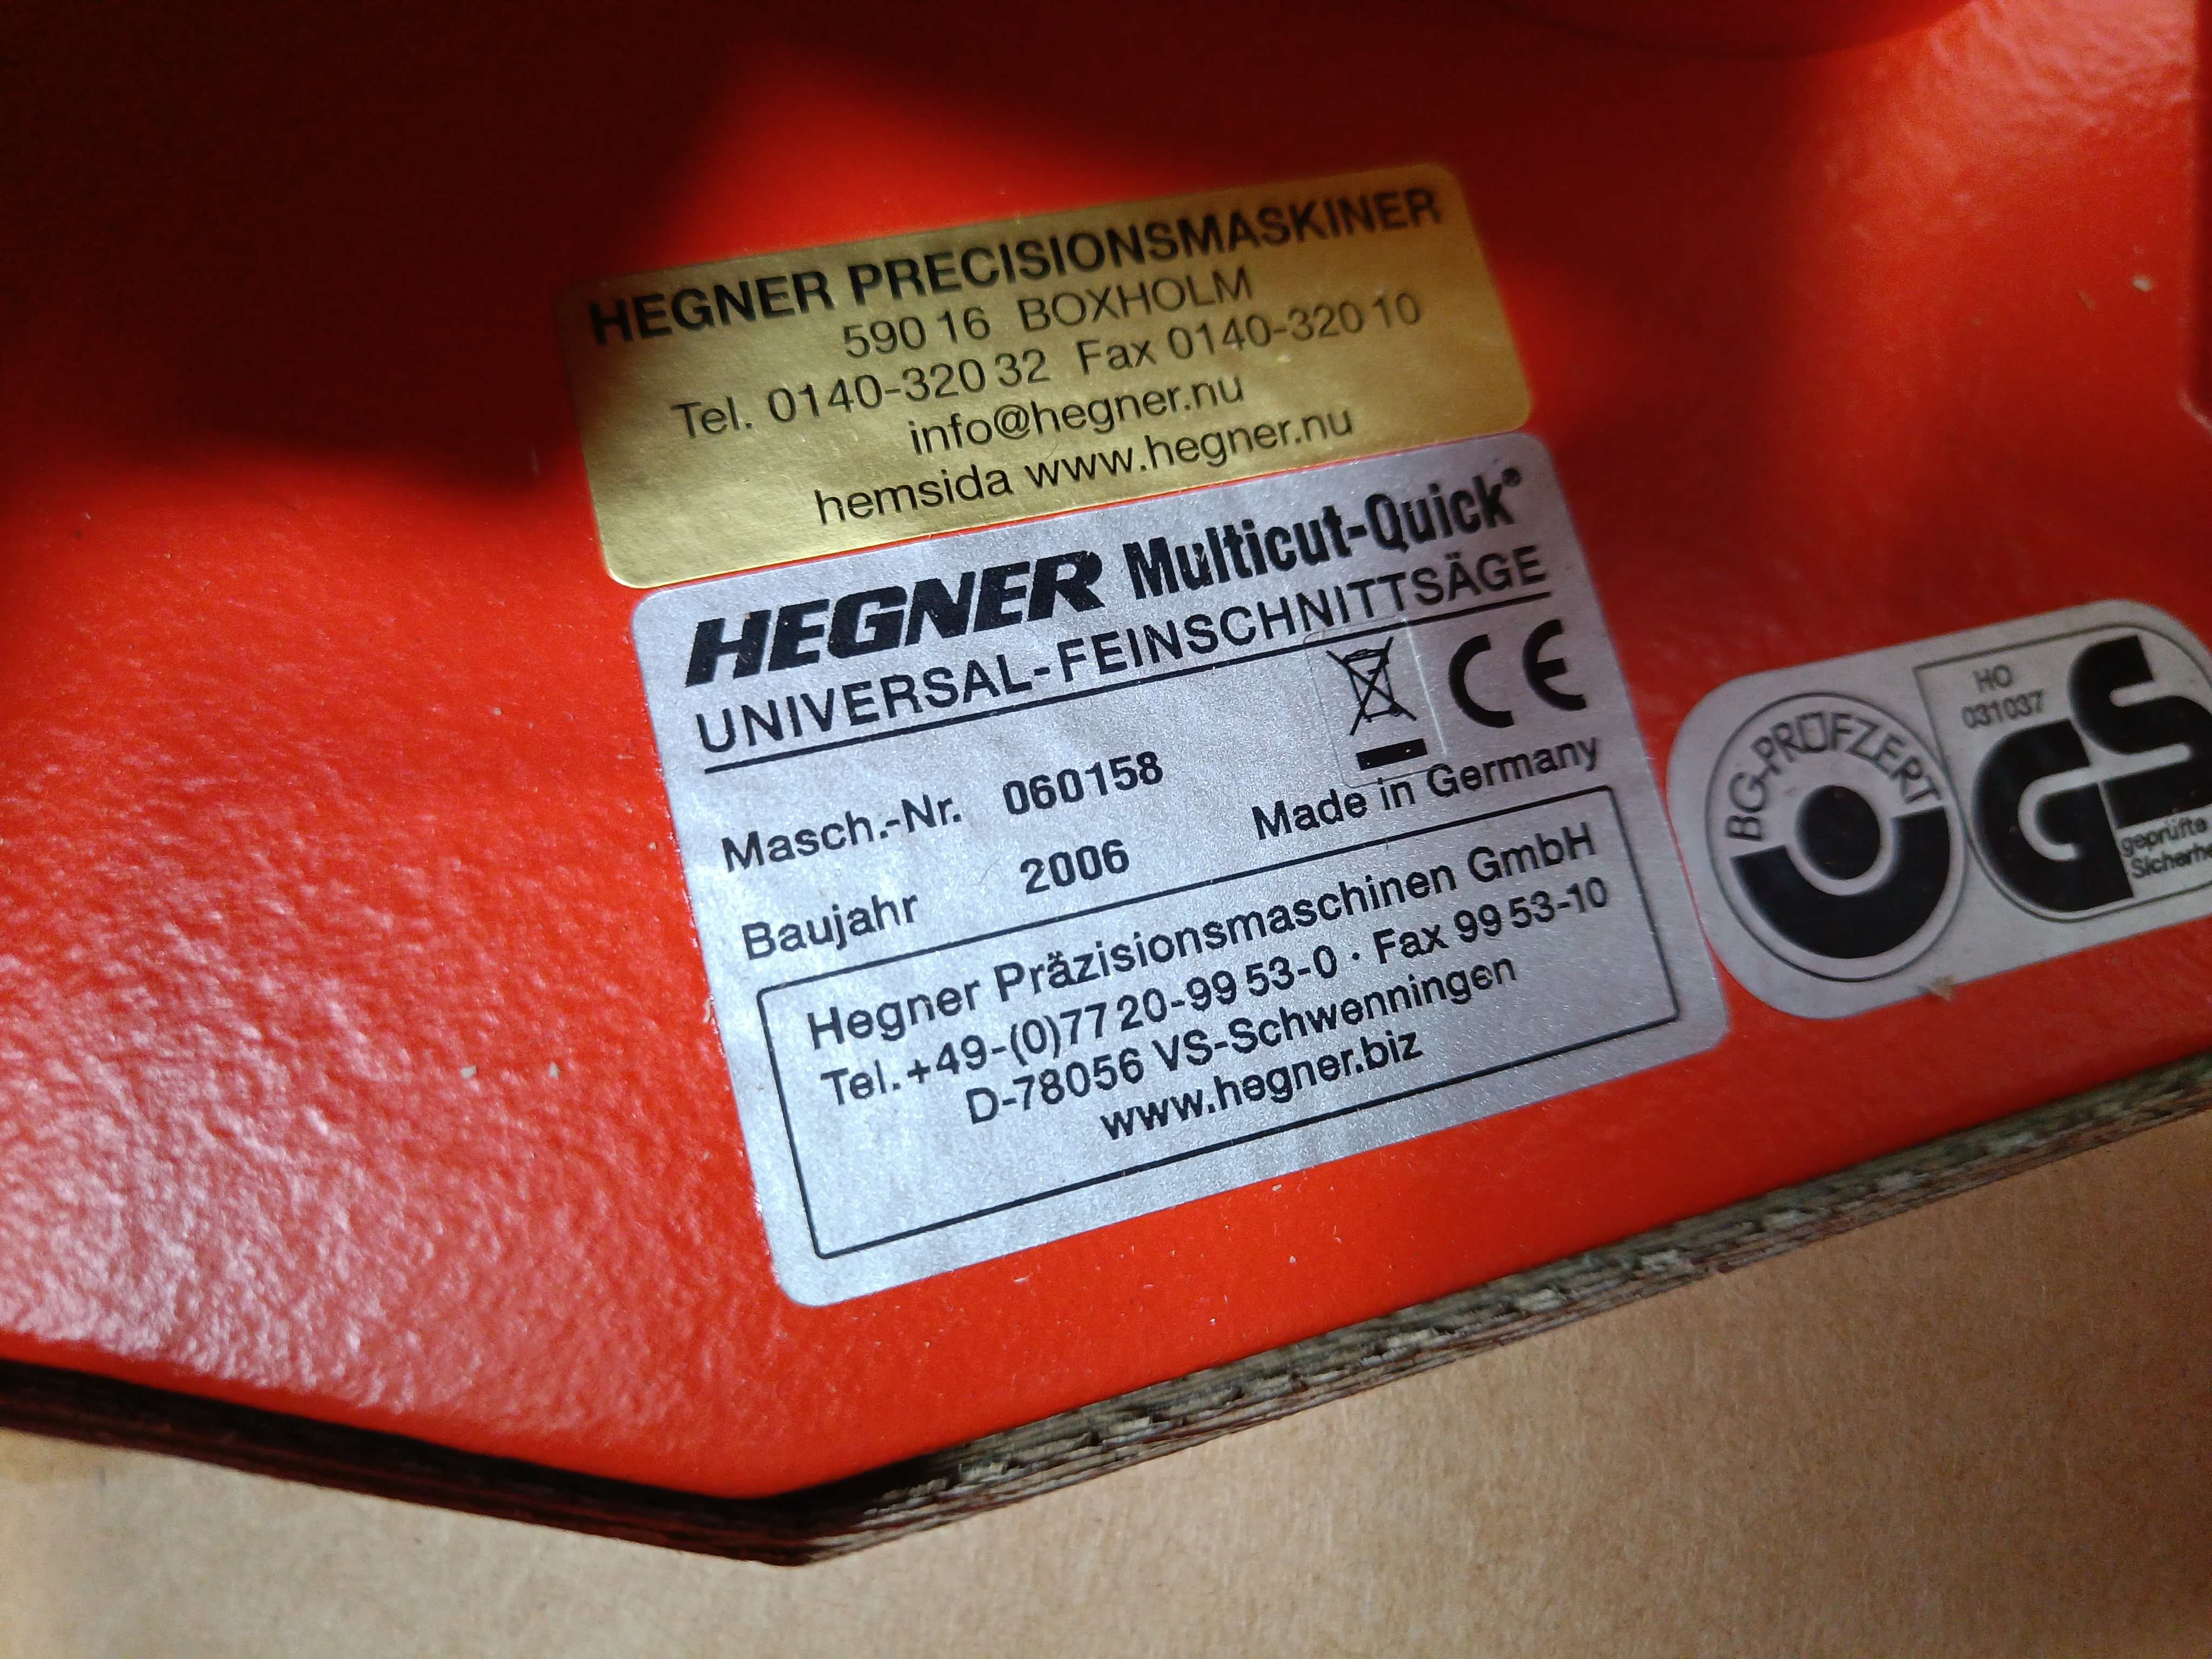 HEGNER PRECISIONSMASKINER
590 16 BOXHOLM
Tel. 0140-320 32 Fax 0140-320 10
info@hegner.nu
hemsida www.hegner.nu
HEGNER Multicut-Quick®
UNIVERSAL-FEINSCHNITTSÄGE
CE
Masch.-Nr. 060158
Baujahr 2006
Made in Germany
Hegner Präzisionsmaschinen GmbH
Tel.+49-(0)77 20-99 53-0 · Fax 99 53-10
D-78056 VS-Schwenningen
www.hegner.biz
BG-PRÜFZERT
HO
031037
GS
geprüfte